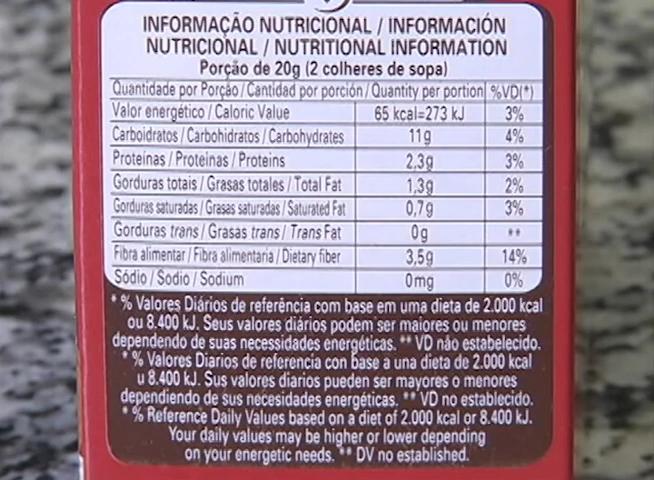 INFORMAÇÃO NUTRICIONAL / INFORMACIÓN
NUTRICIONAL / NUTRITIONAL INFORMATION
Porção de 20g (2 colheres de sopa)
Quantidade por Porção / Cantidad por porción / Quantity per portion %VD(*)
Valor energético / Caloric Value 65 kcal=273 kJ 3%
Carboidratos / Carbohidratos / Carbohydrates 11g 4%
Proteínas / Proteinas / Proteins 2,3g 3%
Gorduras totais / Grasas totales / Total Fat 1,3g 2%
Gorduras saturadas / Grasas saturadas / Saturated Fat 0,7g 3%
Gorduras trans / Grasas trans / Trans Fat 0g **
Fibra alimentar / Fibra alimentaria / Dietary fiber 3,5g 14%
Sódio / Sodio / Sodium 0mg 0%
* % Valores Diários de referência com base em uma dieta de 2.000 kcal
ou 8.400 kJ. Seus valores diários podem ser maiores ou menores
dependendo de suas necessidades energéticas. ** VD não estabelecido.
* % Valores Diarios de referencia con base a una dieta de 2.000 kcal
u 8.400 kJ. Sus valores diarios pueden ser mayores o menores
dependiendo de sus necesidades energéticas. ** VD no establecido.
* % Reference Daily Values based on a diet of 2.000 kcal or 8.400 kJ.
Your daily values may be higher or lower depending
on your energetic needs. ** DV no established.